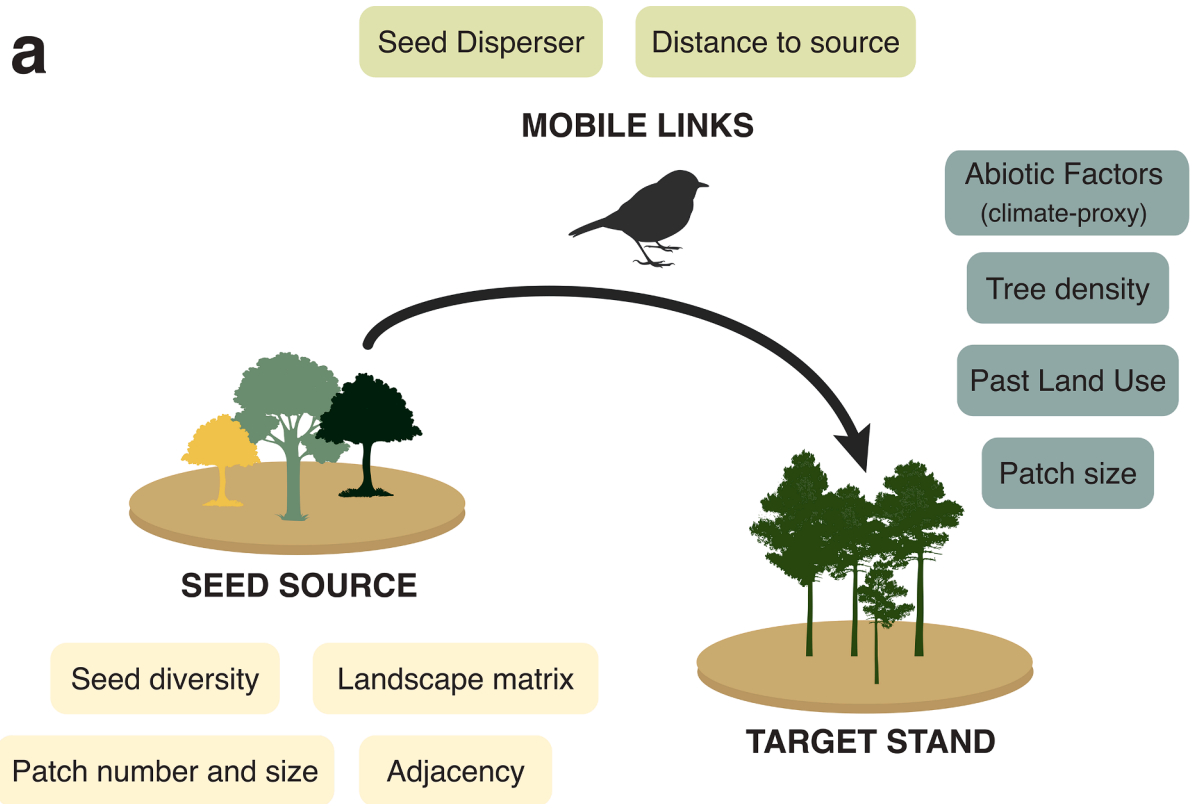 a
Seed Disperser
Distance to source
MOBILE LINKS
Abiotic Factors
(climate-proxy)
Tree density
Past Land Use
Patch size
SEED SOURCE
Seed diversity
Landscape matrix
Patch number and size
Adjacency
TARGET STAND